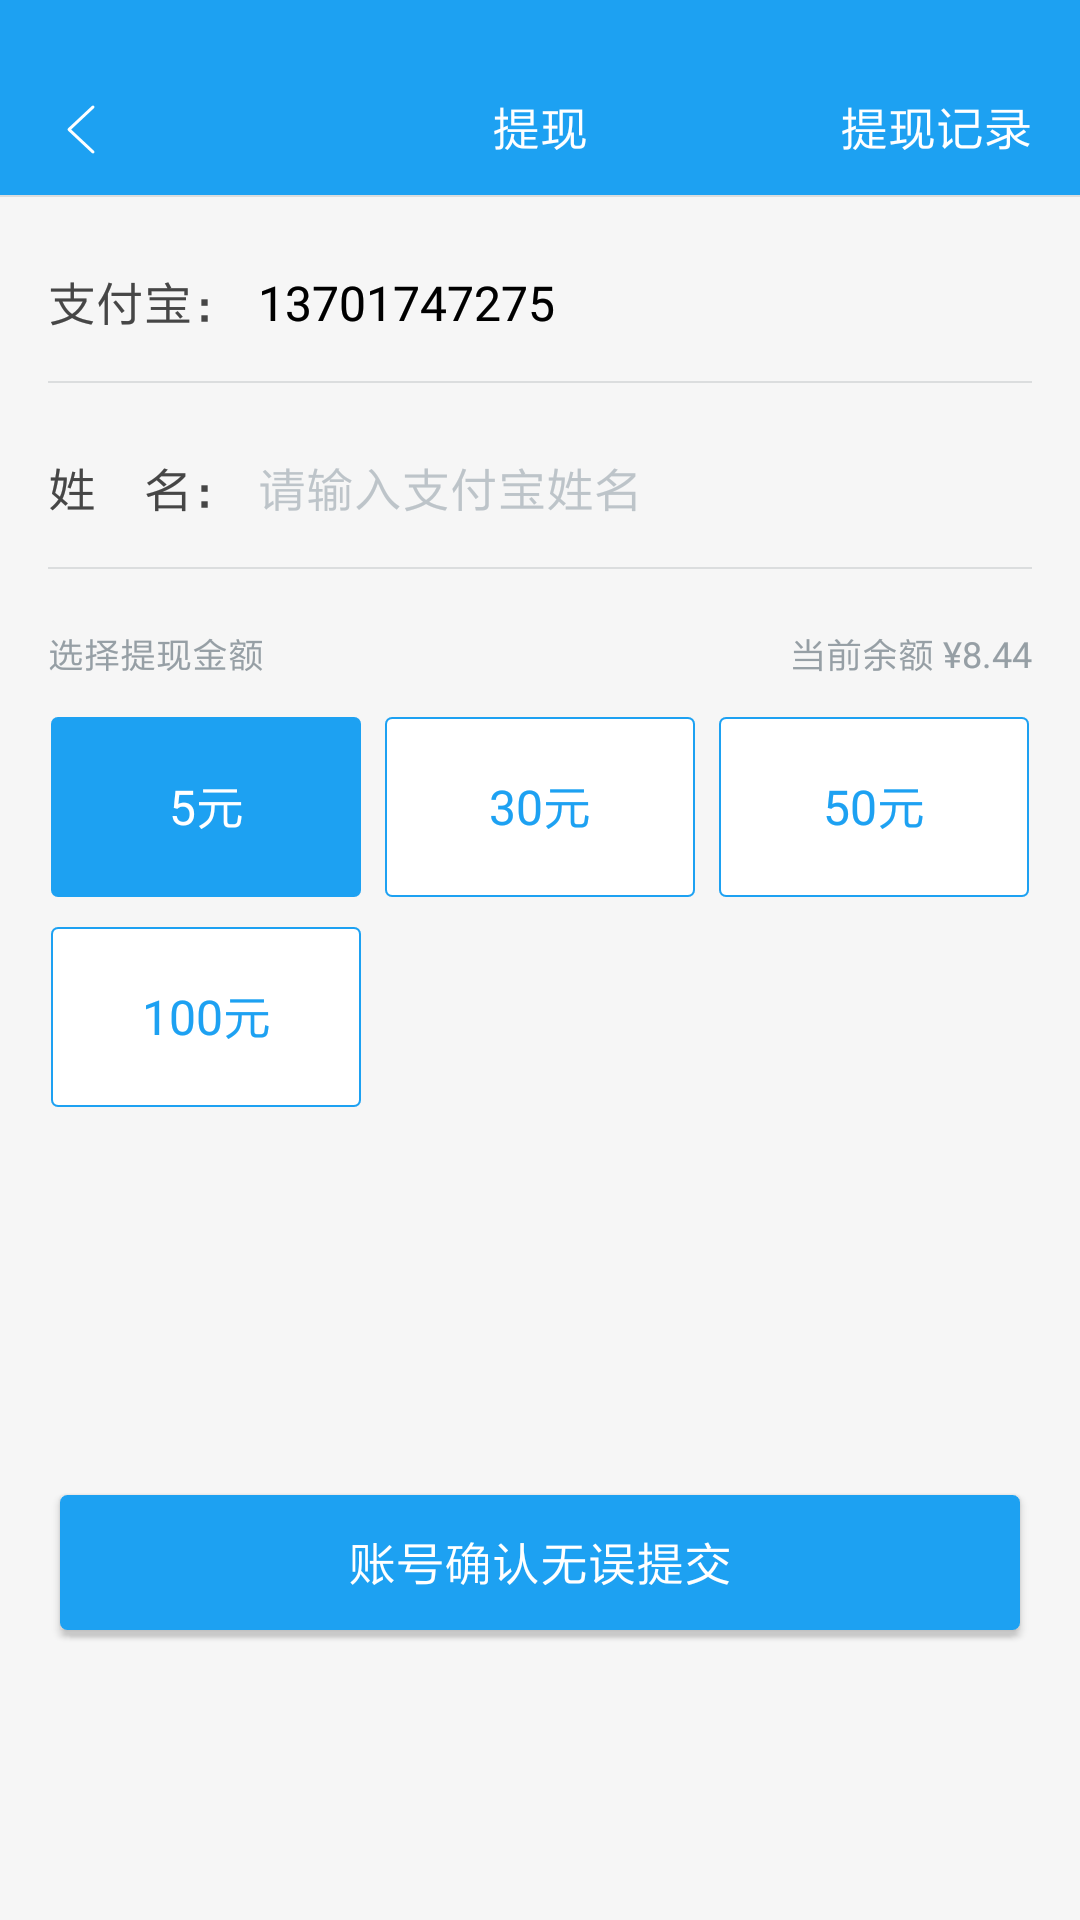 提现 提现记录
支付宝： 13701747275
姓 名： 请输入支付宝姓名
选择提现金额 当前余额 ¥8.44
5元 30元 50元
100元
账号确认无误提交